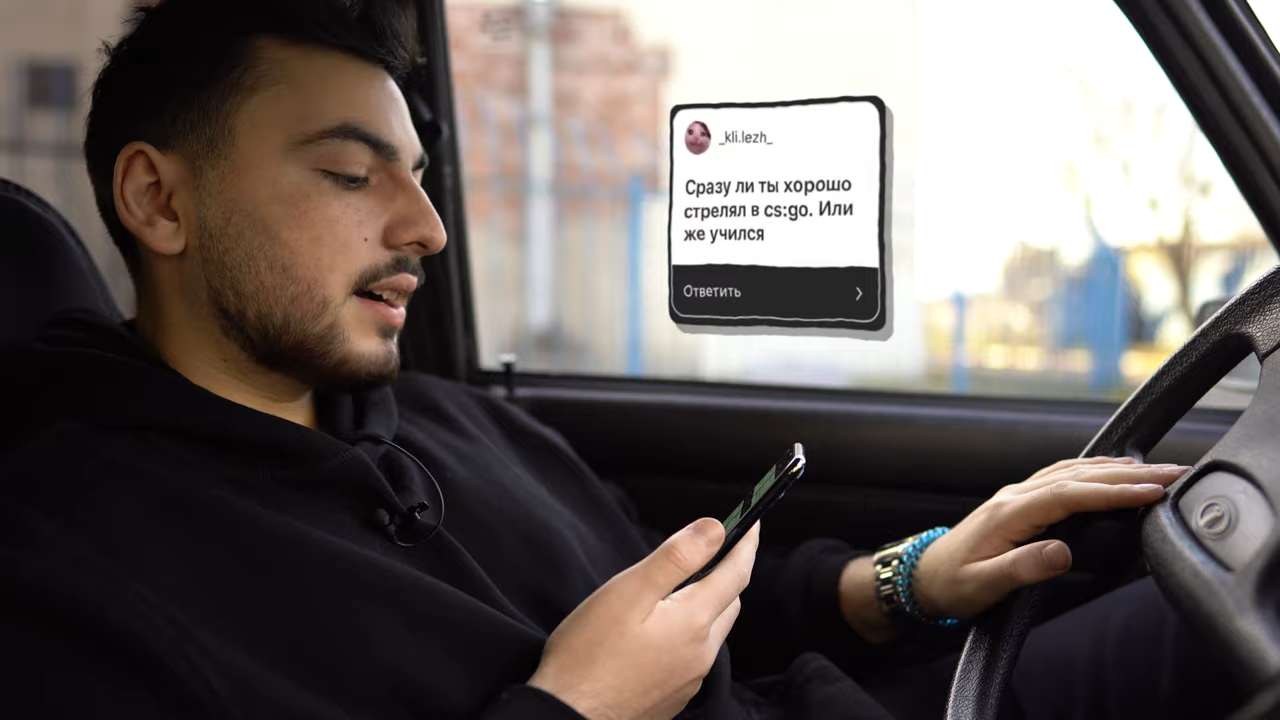 _kli.lezh_
Сразу ли ты хорошо
стрелял в cs:go. Или
же учился
Ответить